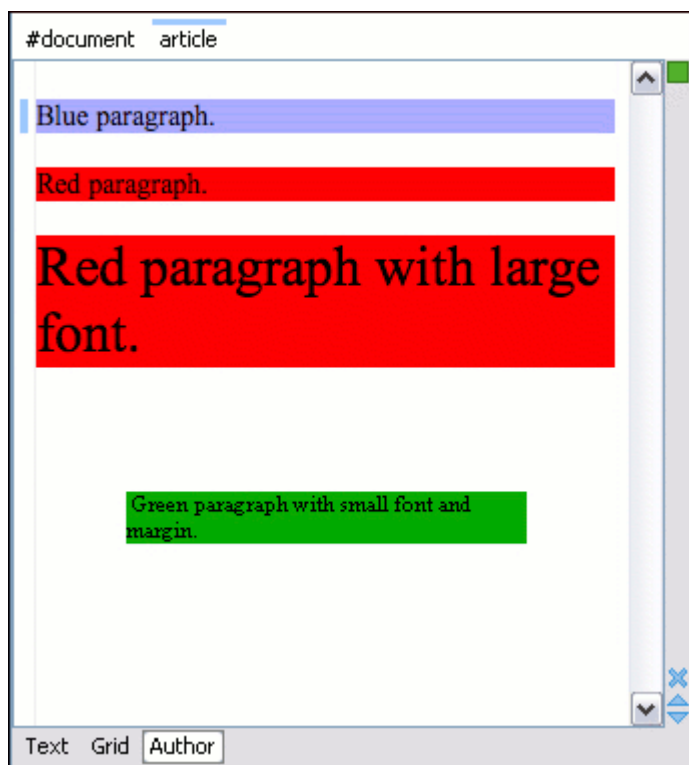 #document article
Blue paragraph.
Red paragraph.
Red paragraph with large
font.
Green paragraph with small font and
margin.
Text Grid Author